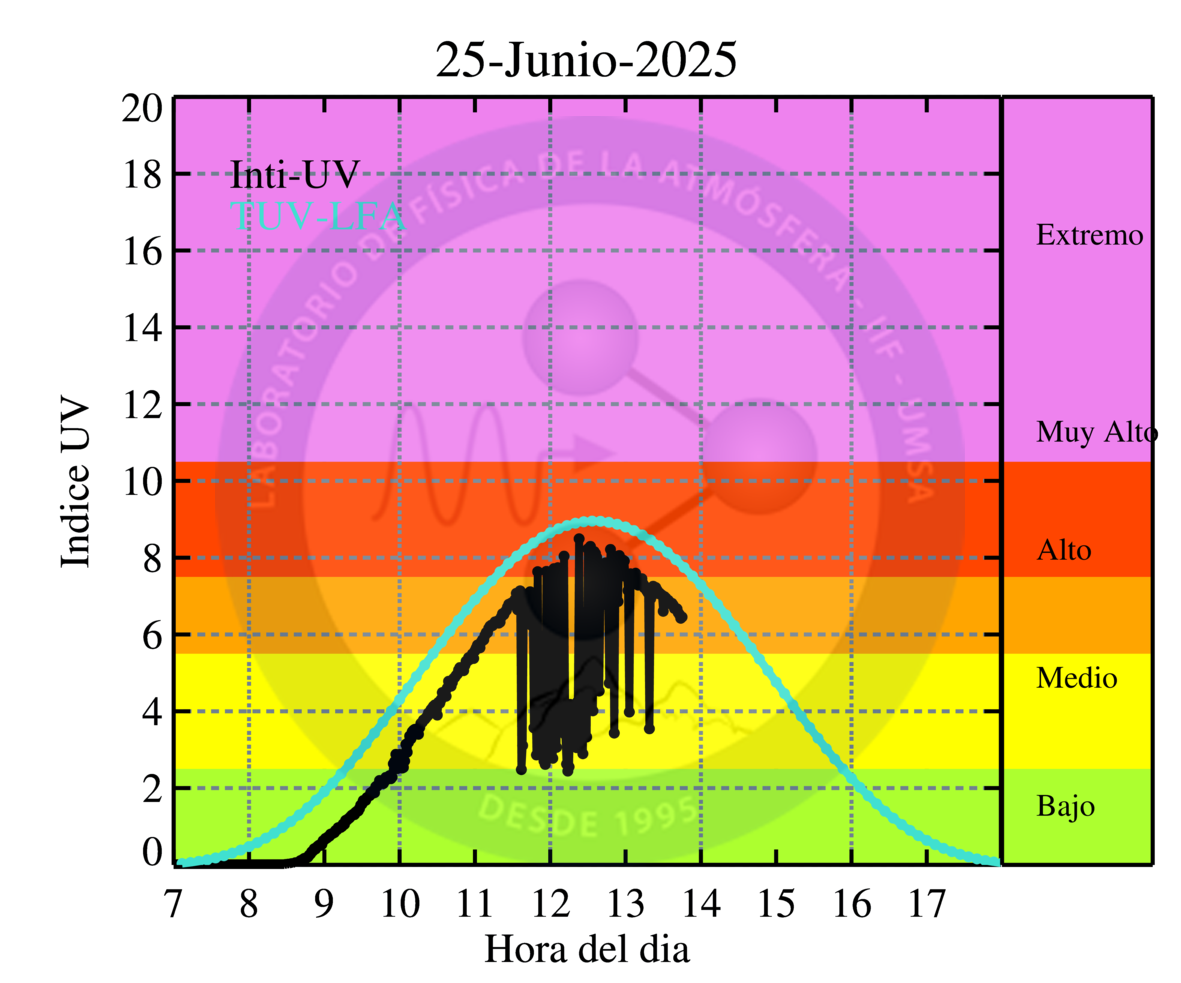 25-Junio-2025
Inti-UV
TUV-LFA
LABORATORIO DE FÍSICA DE LA ATMÓSFERA - IIF - UMSA
DESDE 1995
Indice UV
20
18
16
14
12
10
8
6
4
2
0
Extremo
Muy Alto
Alto
Medio
Bajo
7 8 9 10 11 12 13 14 15 16 17
Hora del dia